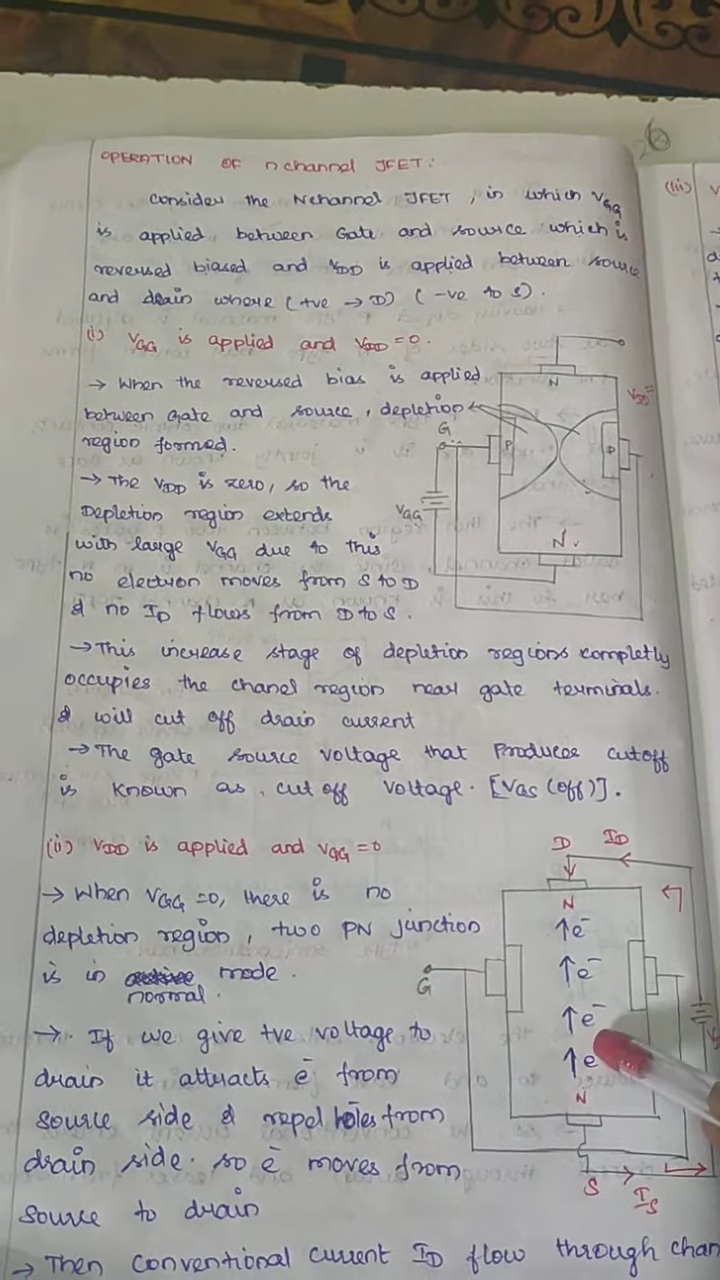 OPERATION OF n channel JFET:
Consider the N channel JFET, in which VGG
is applied between Gate and source which is
reversed biased and VDD is applied between source
and drain where (+ve → D) (-ve to S).
(i) VGG is applied and VDD = 0.
→ When the reversed bias is applied
between Gate and source, depletion
region formed.
→ The VDD is zero, so the
Depletion region extends
with large VGG due to this
no election moves from S to D
& no ID flows from D to S.
N
VDD=
G
P
P
VGG
N
→ This increase stage of depletion regions completly
occupies the chanel region near gate terminals.
& will cut off drain current
→ The gate source voltage that Produces cutoff
is known as cut off voltage. [VGS (Off)].
(ii) VDD is applied and VGG = 0
→ When VGG = 0, there is no
depletion region, two PN junction
is in mode.
normal.
→ If we give +ve voltage to
drain it attracts e⁻ from
source side & repel holes from
drain side. so e⁻ moves from
source to drain
→ Then conventional current ID flow through chan
D ID
N
↑e⁻
↑e⁻
↑e⁻
↑e
N
G
S IS
(iii) V